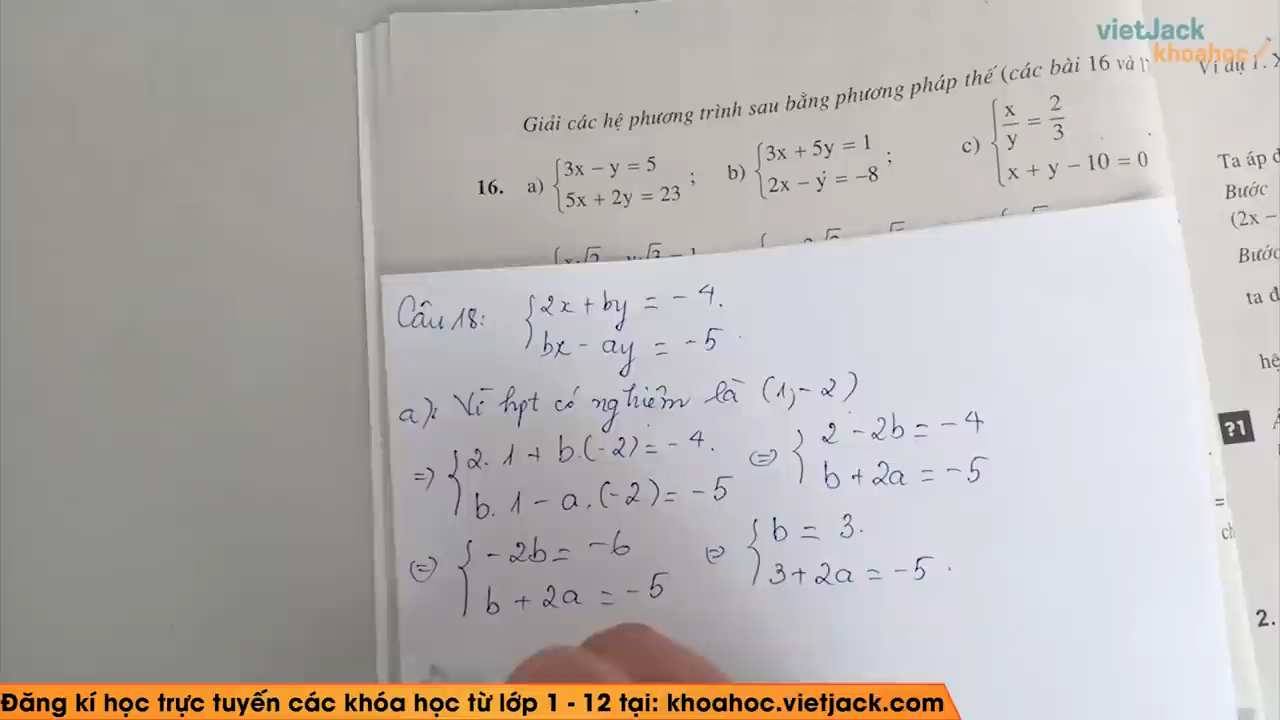 vietJack
khoahoc
Giải các hệ phương trình sau bằng phương pháp thế (các bài 16 và
16. a) {3x − y = 5
5x + 2y = 23 ;
b) {3x + 5y = 1
2x − y = −8 ;
c) {x/y = 2/3
x + y − 10 = 0
Ví dụ 1.
Ta áp
Bước
(2x −
Bước
ta đ
hệ
?1
=
2.
Câu 18: {2x + by = - 4.
bx - ay = - 5
a): Vì hpt có nghiệm là (1; - 2)
=> {2. 1 + b.(-2) = - 4.
b. 1 - a. (-2) = - 5
(=) {2 - 2b = - 4
b + 2a = - 5
(=) {- 2b = - 6
b + 2a = - 5
(=) {b = 3.
3 + 2a = - 5.
Đăng kí học trực tuyến các khóa học từ lớp 1 - 12 tại: khoahoc.vietjack.com